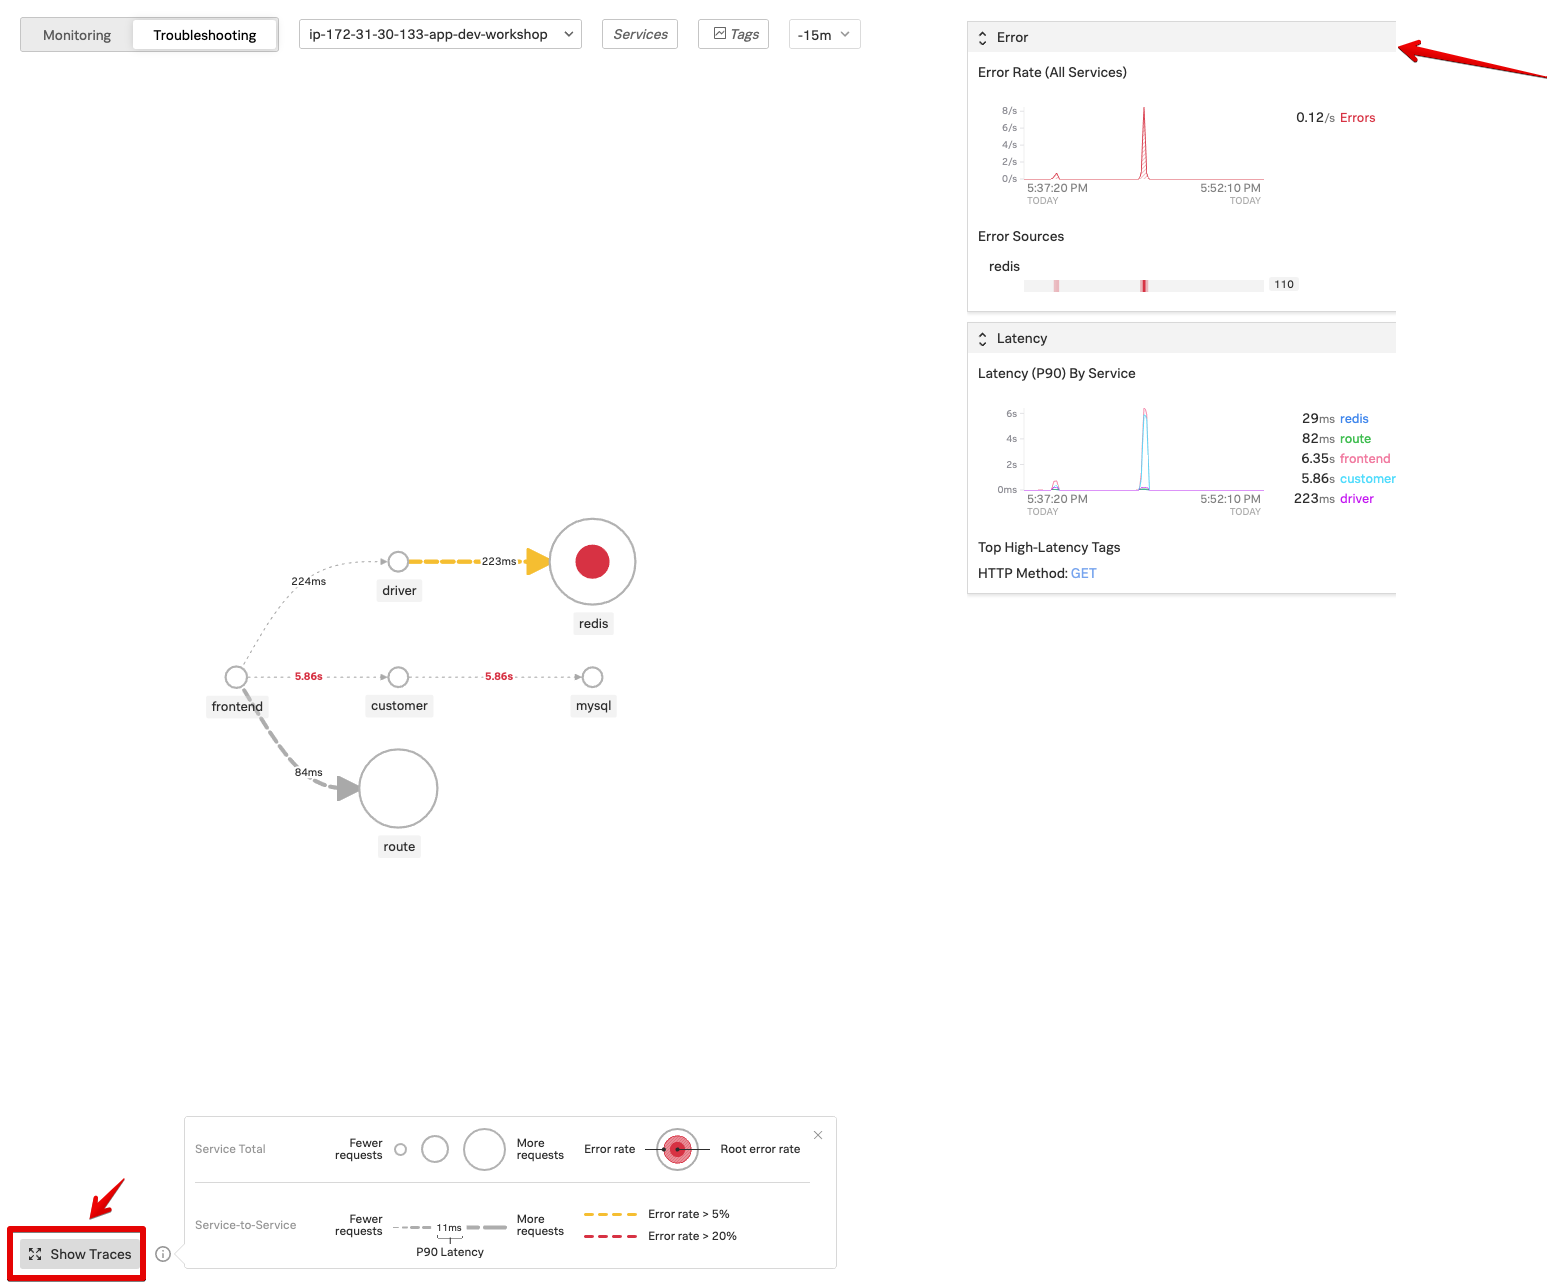 Monitoring
Troubleshooting
ip-172-31-30-133-app-dev-workshop
Services
Tags
-15m
Error
Error Rate (All Services)
8/s
6/s
4/s
2/s
0/s
5:37:20 PM
TODAY
5:52:10 PM
TODAY
0.12/s Errors
Error Sources
redis
110
Latency
Latency (P90) By Service
6s
4s
2s
0ms
5:37:20 PM
TODAY
5:52:10 PM
TODAY
29ms redis
82ms route
6.35s frontend
5.86s customer
223ms driver
Top High-Latency Tags
HTTP Method: GET
223ms
224ms
driver
redis
5.86s
5.86s
frontend
customer
mysql
84ms
route
Service Total
Fewer
requests
More
requests
Error rate
Root error rate
Service-to-Service
Fewer
requests
11ms
P90 Latency
More
requests
Error rate > 5%
Error rate > 20%
Show Traces